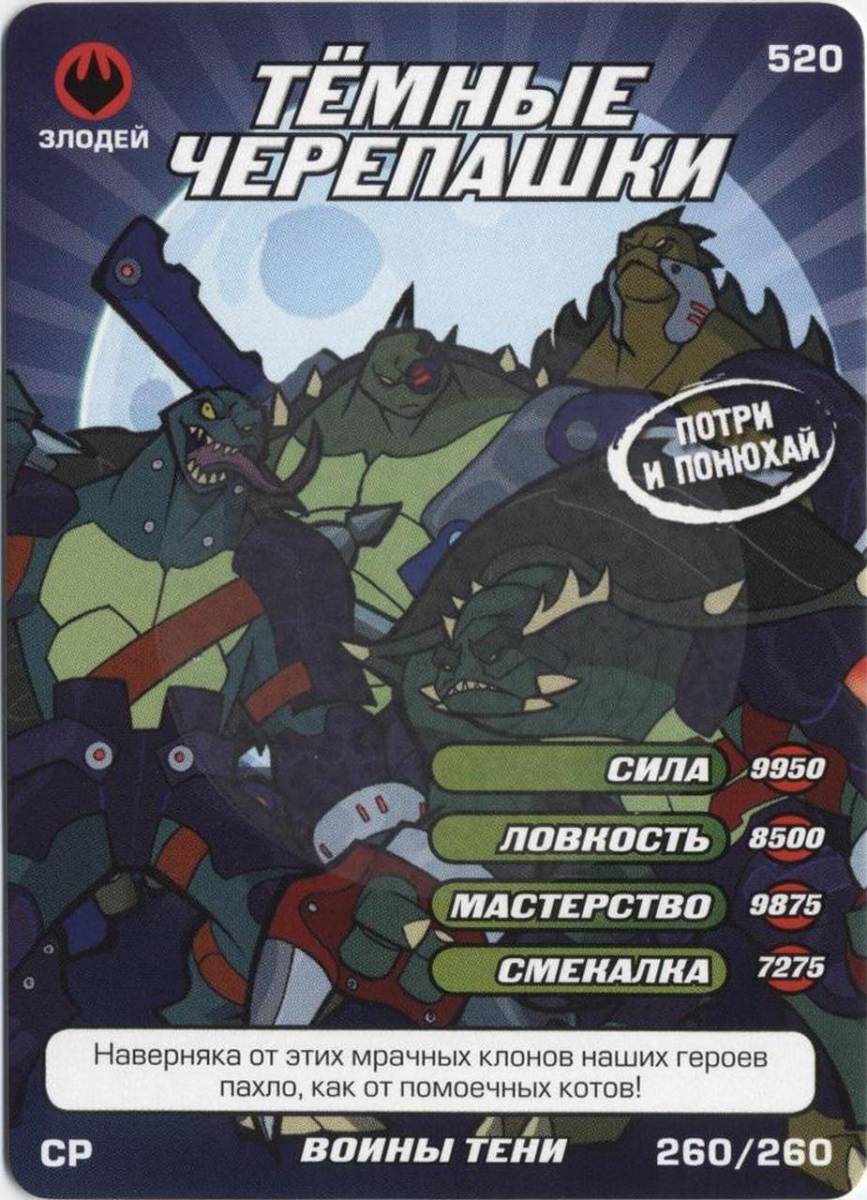 520
ТЁМНЫЕ
ЧЕРЕПАШКИ
ЗЛОДЕЙ
ПОТРИ
И ПОНЮХАЙ
СИЛА 9950
ЛОВКОСТЬ 8500
МАСТЕРСТВО 9875
СМЕКАЛКА 7275
Наверняка от этих мрачных клонов наших героев
пахло, как от помоечных котов!
СР ВОИНЫ ТЕНИ 260/260